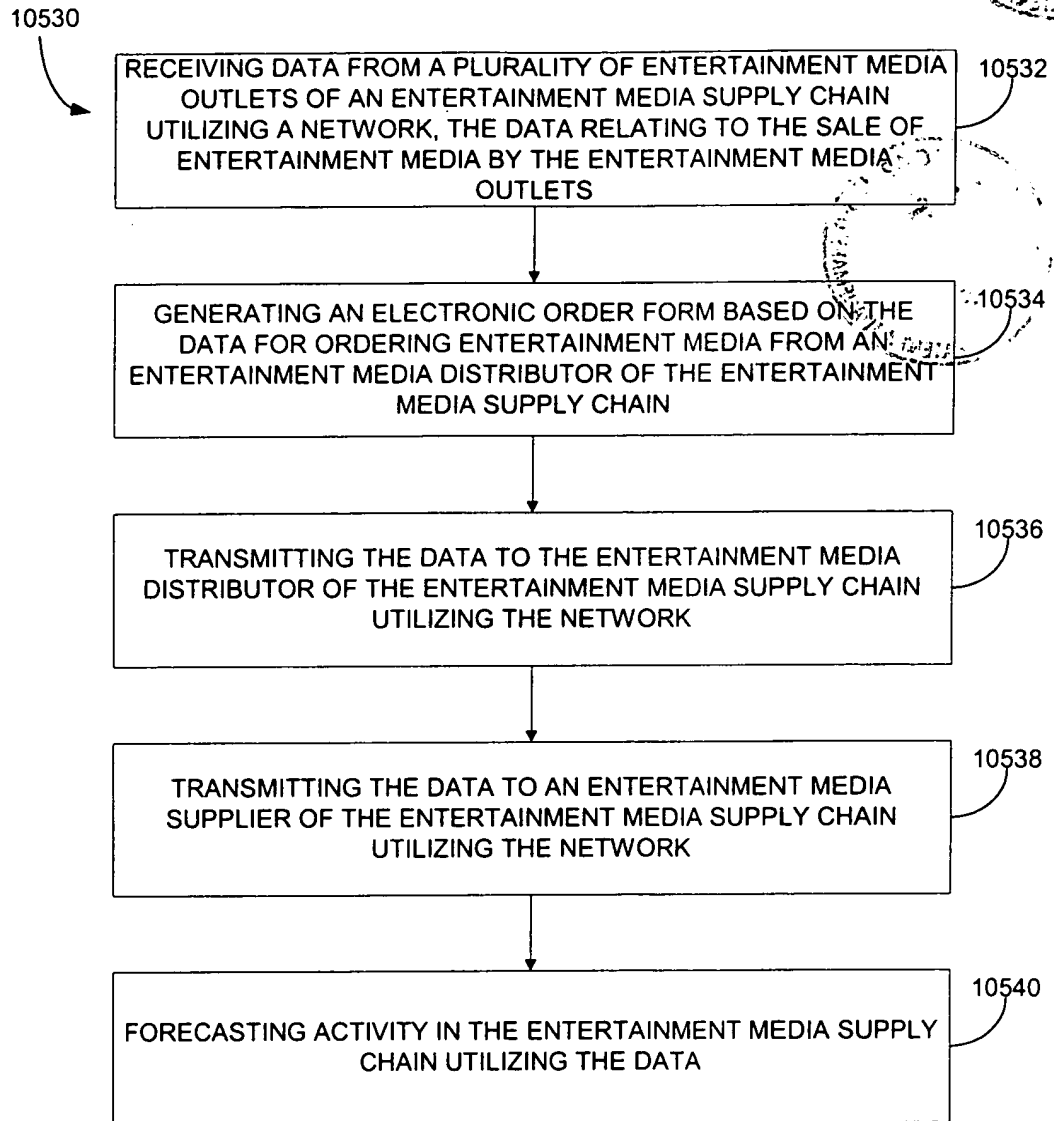 10530
RECEIVING DATA FROM A PLURALITY OF ENTERTAINMENT MEDIA
OUTLETS OF AN ENTERTAINMENT MEDIA SUPPLY CHAIN
UTILIZING A NETWORK, THE DATA RELATING TO THE SALE OF
ENTERTAINMENT MEDIA BY THE ENTERTAINMENT MEDIA
OUTLETS
10532
GENERATING AN ELECTRONIC ORDER FORM BASED ON THE
DATA FOR ORDERING ENTERTAINMENT MEDIA FROM AN
ENTERTAINMENT MEDIA DISTRIBUTOR OF THE ENTERTAINMENT
MEDIA SUPPLY CHAIN
10534
TRANSMITTING THE DATA TO THE ENTERTAINMENT MEDIA
DISTRIBUTOR OF THE ENTERTAINMENT MEDIA SUPPLY CHAIN
UTILIZING THE NETWORK
10536
TRANSMITTING THE DATA TO AN ENTERTAINMENT MEDIA
SUPPLIER OF THE ENTERTAINMENT MEDIA SUPPLY CHAIN
UTILIZING THE NETWORK
10538
FORECASTING ACTIVITY IN THE ENTERTAINMENT MEDIA SUPPLY
CHAIN UTILIZING THE DATA
10540